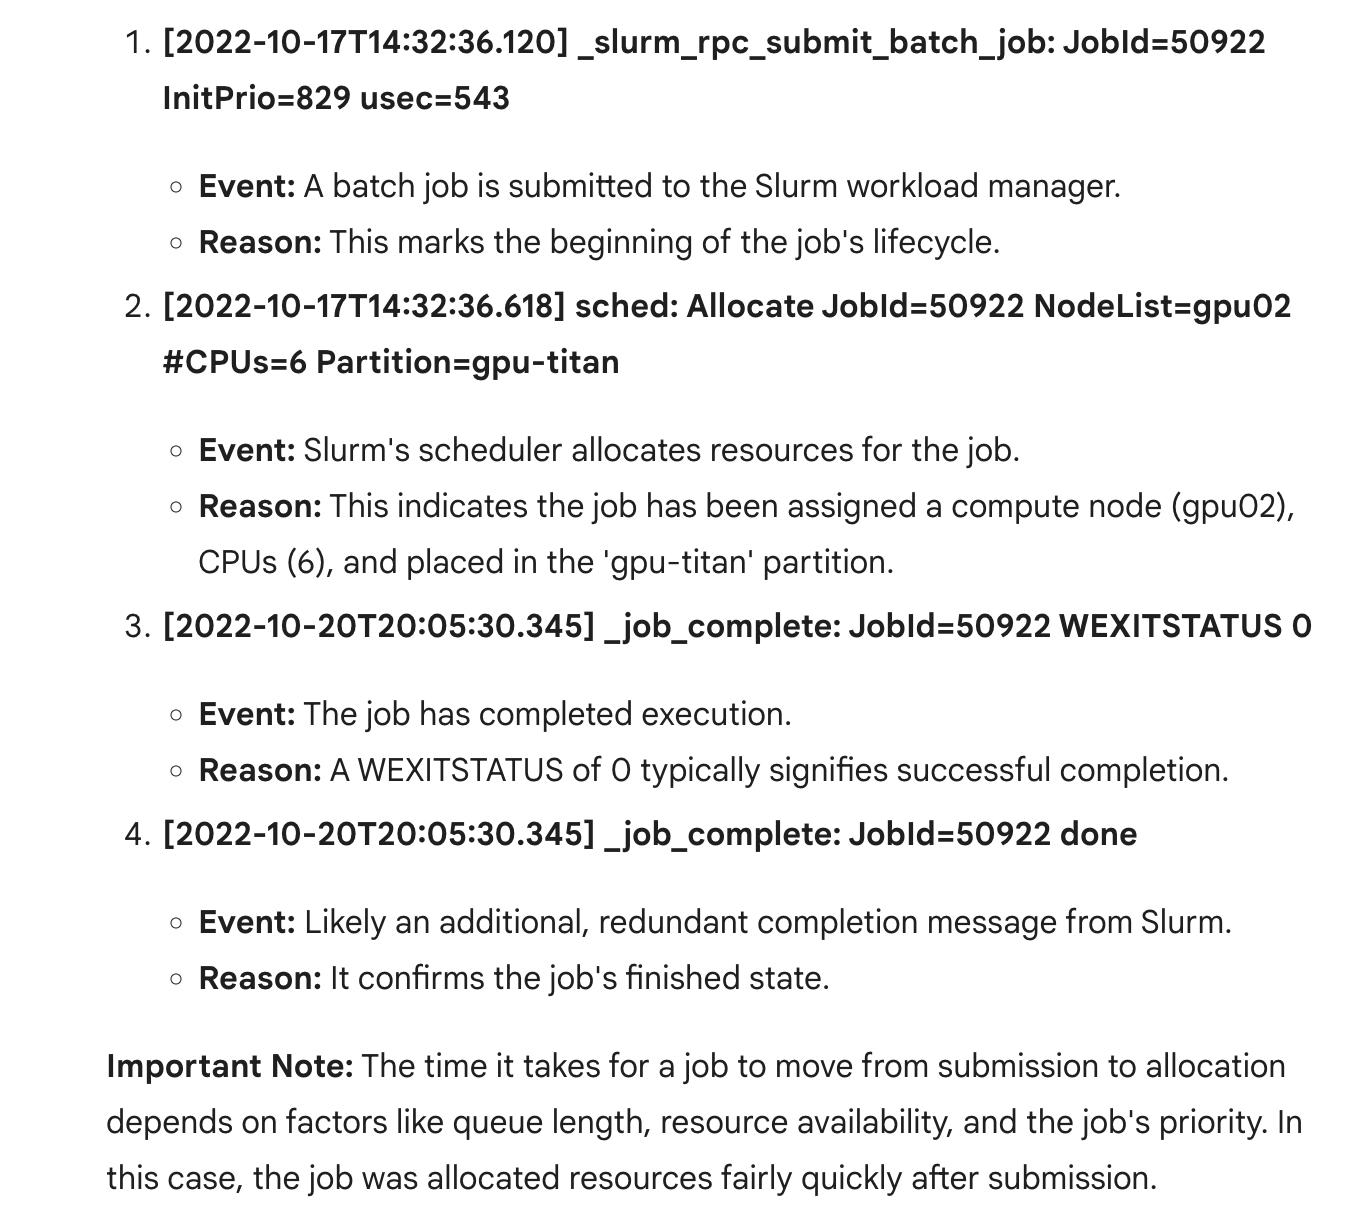 1. [2022-10-17T14:32:36.120] _slurm_rpc_submit_batch_job: JobId=50922
InitPrio=829 usec=543
○ Event: A batch job is submitted to the Slurm workload manager.
○ Reason: This marks the beginning of the job's lifecycle.
2. [2022-10-17T14:32:36.618] sched: Allocate JobId=50922 NodeList=gpu02
#CPUs=6 Partition=gpu-titan
○ Event: Slurm's scheduler allocates resources for the job.
○ Reason: This indicates the job has been assigned a compute node (gpu02),
CPUs (6), and placed in the 'gpu-titan' partition.
3. [2022-10-20T20:05:30.345] _job_complete: JobId=50922 WEXITSTATUS 0
○ Event: The job has completed execution.
○ Reason: A WEXITSTATUS of 0 typically signifies successful completion.
4. [2022-10-20T20:05:30.345] _job_complete: JobId=50922 done
○ Event: Likely an additional, redundant completion message from Slurm.
○ Reason: It confirms the job's finished state.
Important Note: The time it takes for a job to move from submission to allocation
depends on factors like queue length, resource availability, and the job's priority. In
this case, the job was allocated resources fairly quickly after submission.